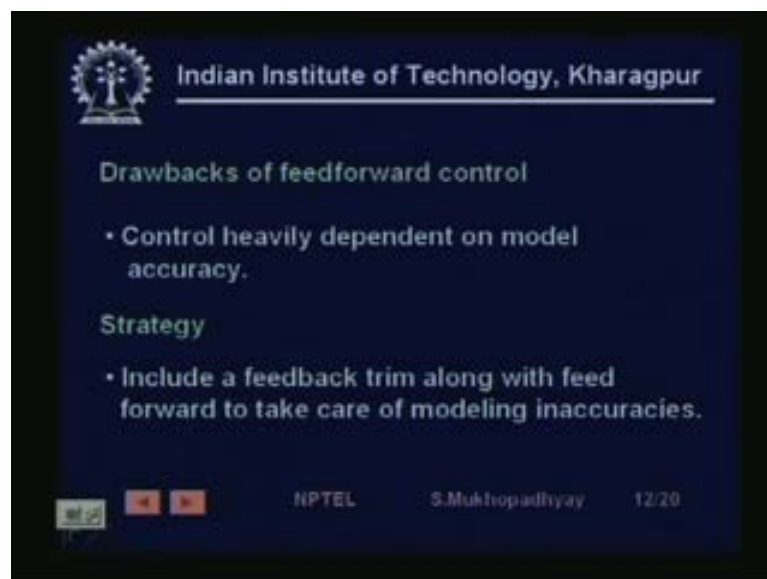 Indian Institute of Technology, Kharagpur
Drawbacks of feedforward control
• Control heavily dependent on model
accuracy.
Strategy
• Include a feedback trim along with feed
forward to take care of modeling inaccuracies.
NPTEL S.Mukhopadhyay 12/20